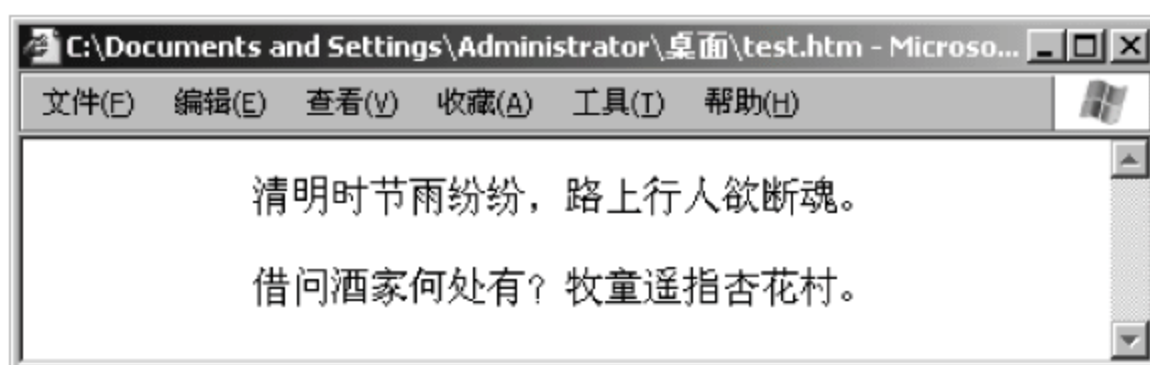 C:\Documents and Settings\Administrator\桌面\test.htm - Microso...
文件(F) 编辑(E) 查看(V) 收藏(A) 工具(T) 帮助(H)
清明时节雨纷纷，路上行人欲断魂。
借问酒家何处有？牧童遥指杏花村。